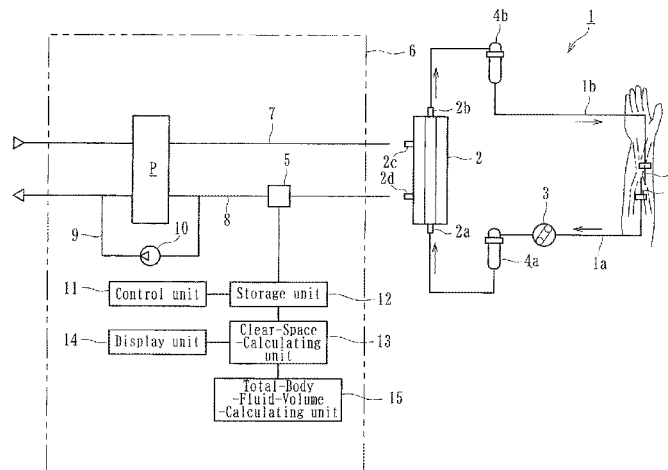 4b
1
6
1b
7
5
2b
2
P
2c
3
2d
8
9
10
2a
1a
4a
11
Control unit
Storage unit
12
14
Display unit
Clear-Space
-Calculating
unit
13
Total-Body
-Fluid-Volume
-Calculating unit
15